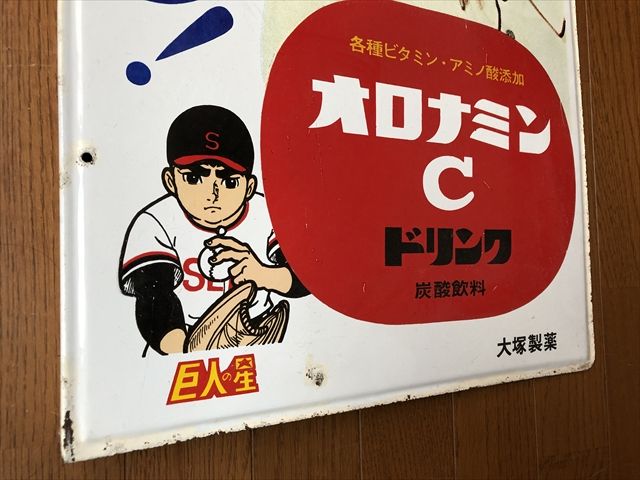 !
各種ビタミン・アミノ酸添加
オロナミン
C
ドリンク
炭酸飲料
S
巨人の星
大塚製薬